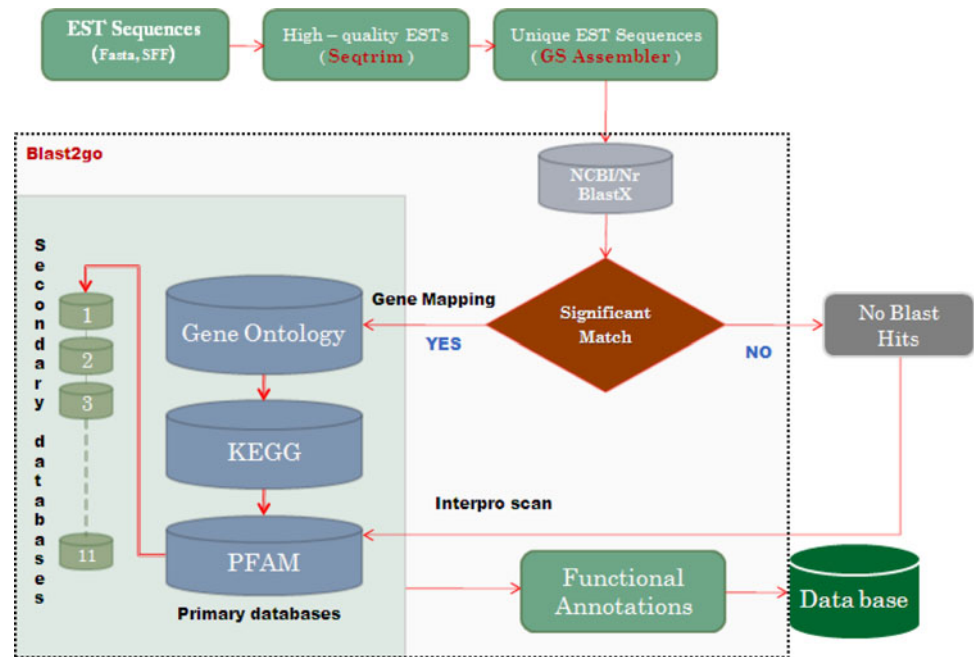 EST Sequences
(Fasta, SFF)
High – quality ESTs
( Seqtrim )
Unique EST Sequences
( GS Assembler )
Blast2go
NCBI/Nr
BlastX
Significant
Match
Gene Mapping
YES
NO
No Blast
Hits
Secondary databases
1
2
3
11
Gene Ontology
KEGG
PFAM
Primary databases
Interpro scan
Functional
Annotations
Data base